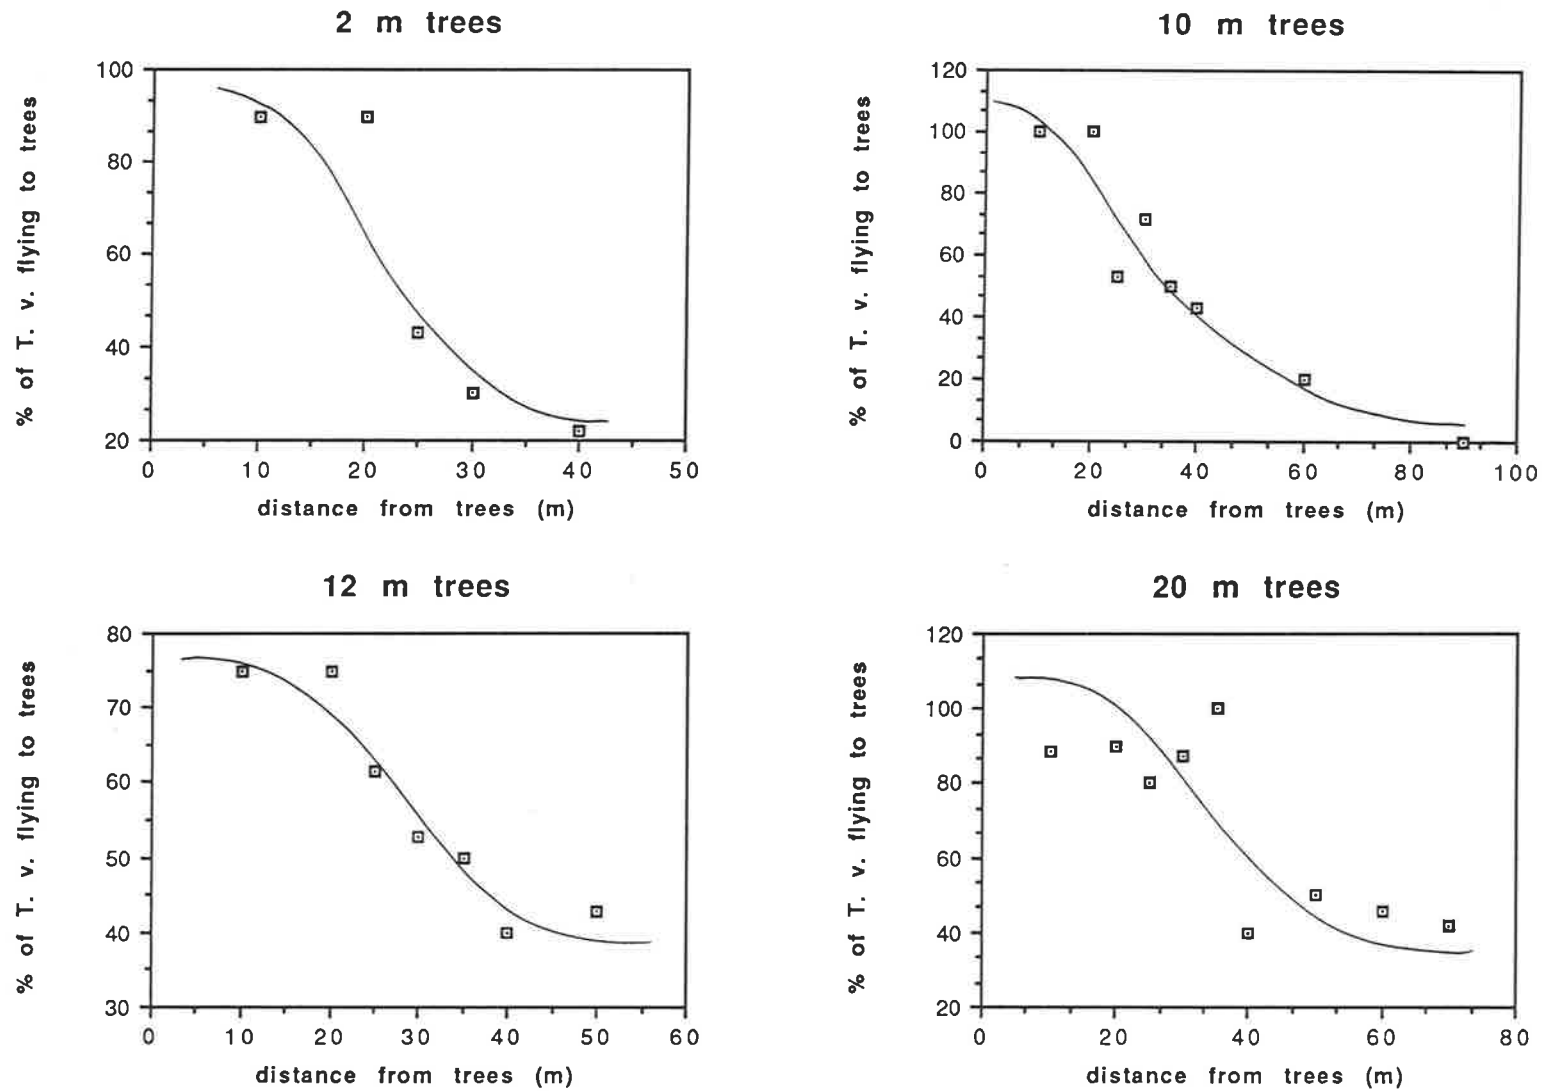 2 m trees
% of T. v. flying to trees
100
80
60
40
20
0 10 20 30 40 50
distance from trees (m)
10 m trees
% of T. v. flying to trees
120
100
80
60
40
20
0
0 20 40 60 80 100
distance from trees (m)
12 m trees
% of T. v. flying to trees
80
70
60
50
40
30
0 10 20 30 40 50 60
distance from trees (m)
20 m trees
% of T. v. flying to trees
120
100
80
60
40
20
0 20 40 60 80
distance from trees (m)